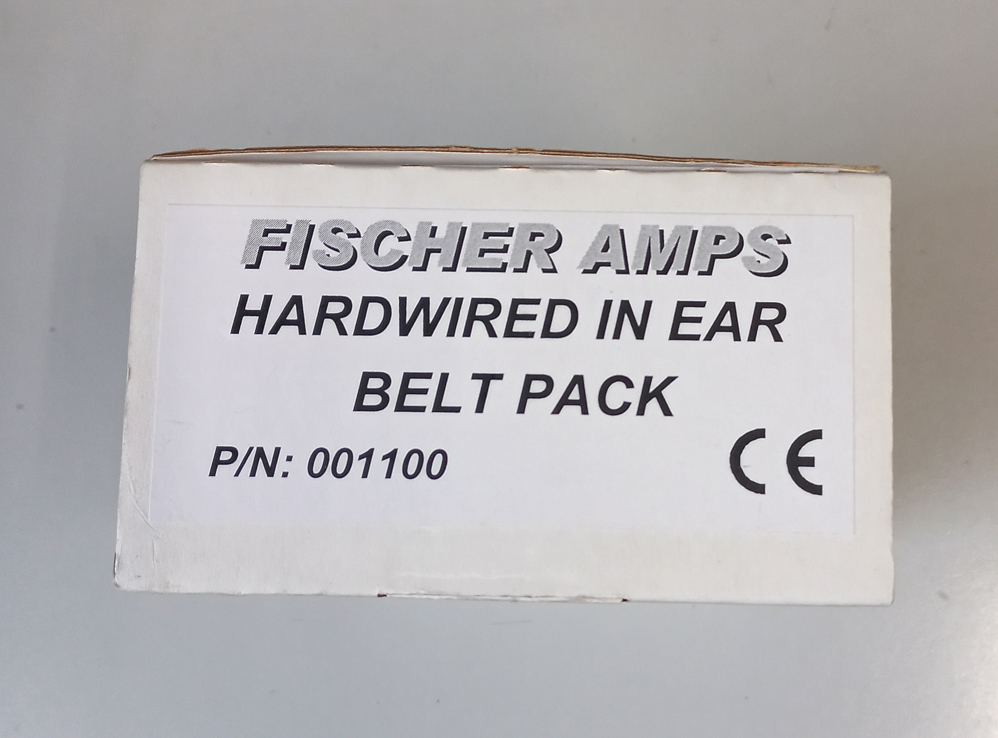 FISCHER AMPS
HARDWIRED IN EAR
BELT PACK
P/N: 001100
CE